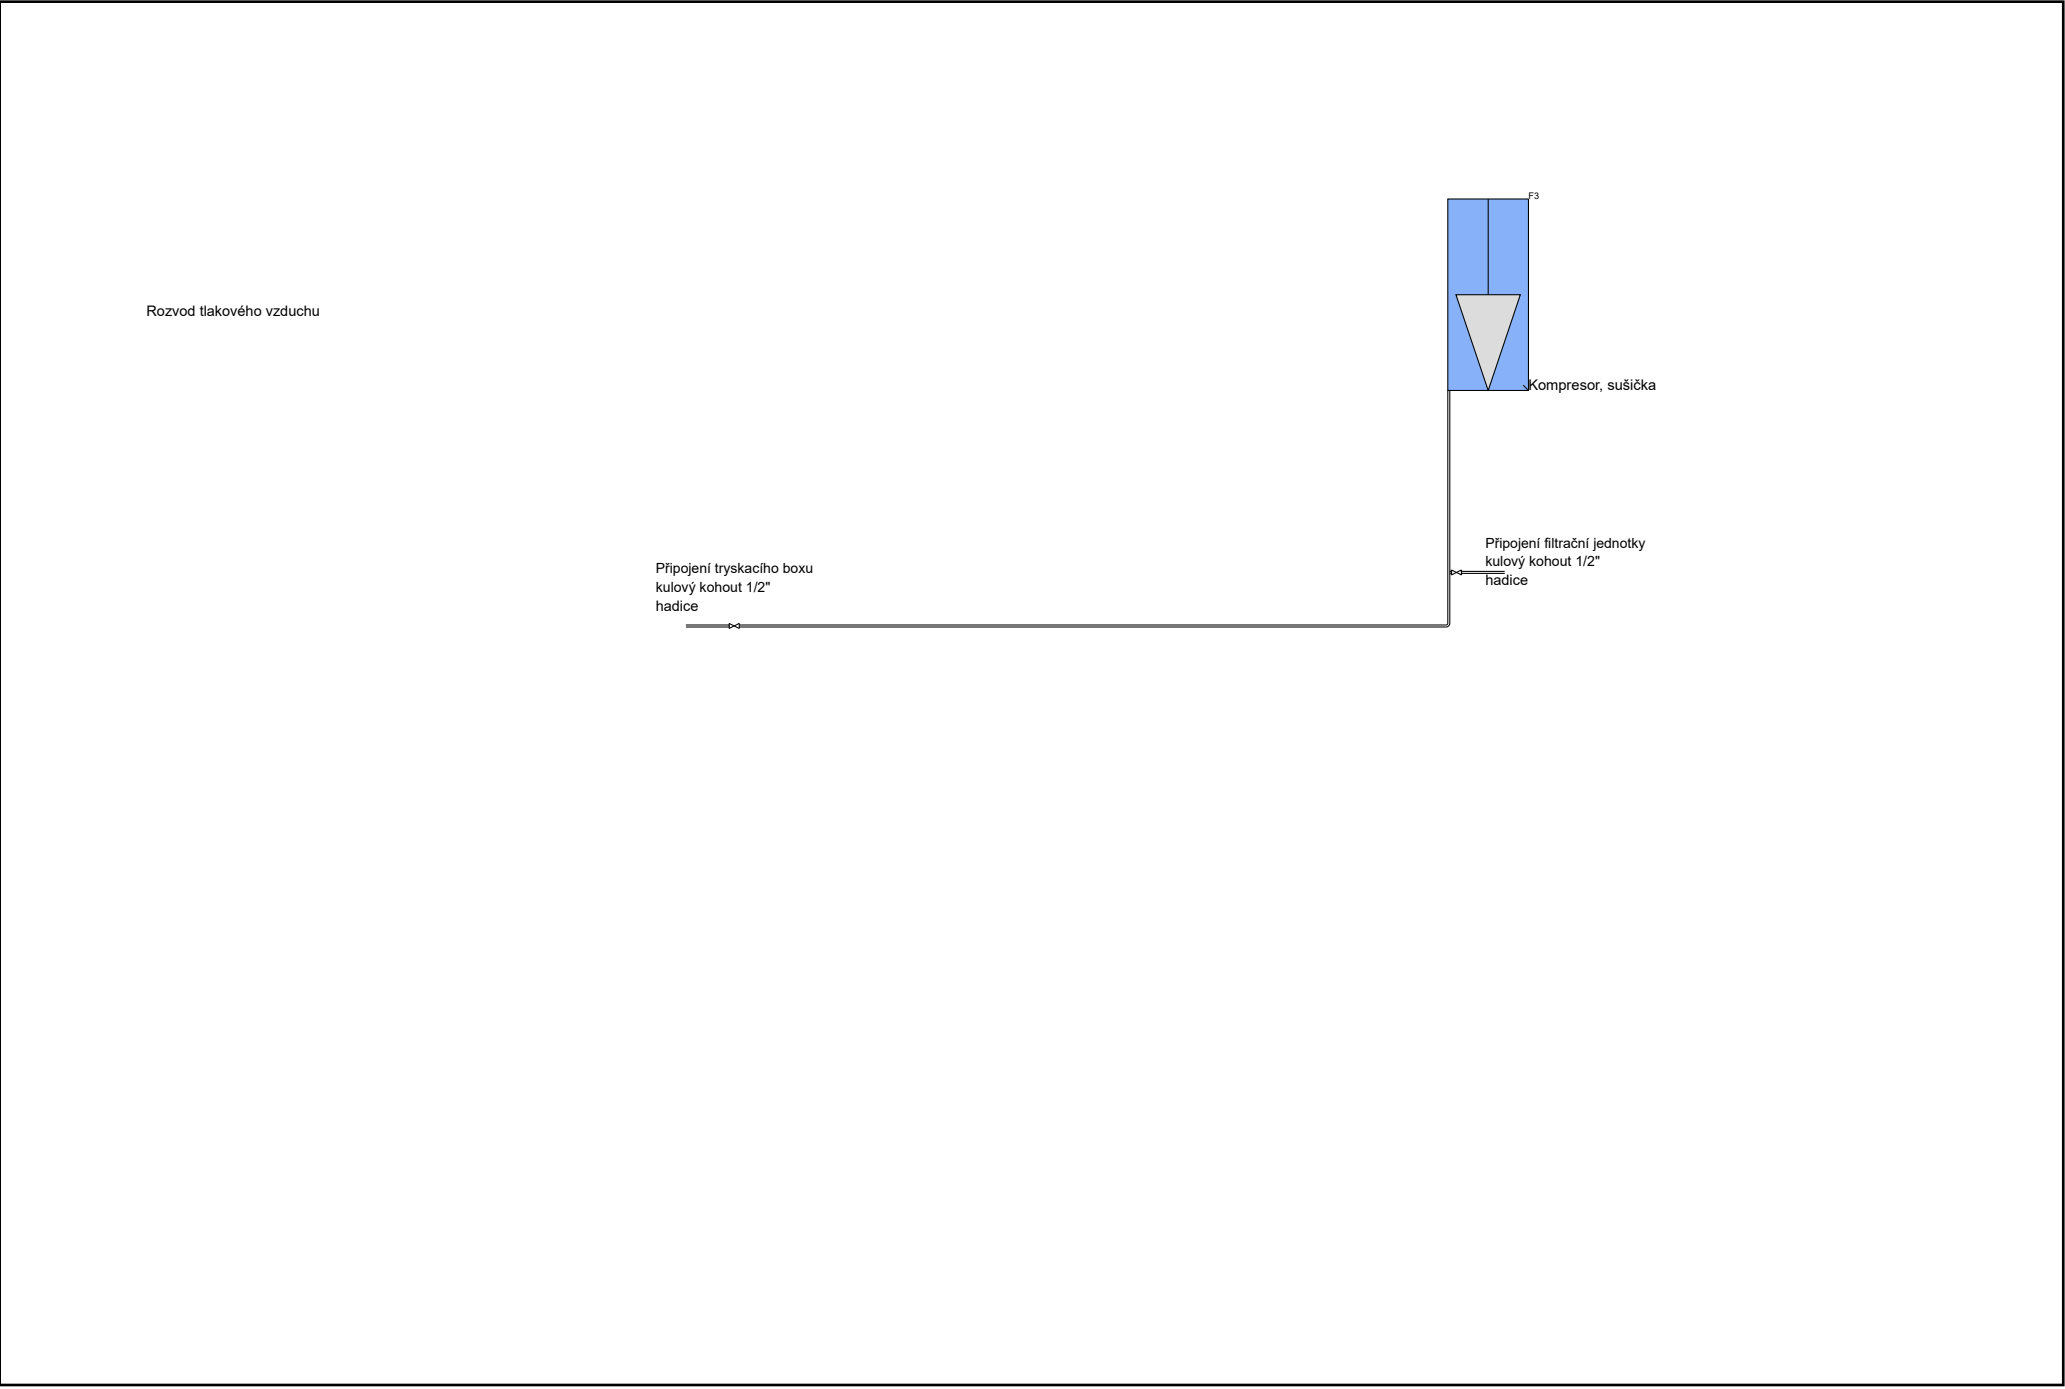 F3
Rozvod tlakového vzduchu
Kompresor, sušička
Připojení filtrační jednotky
kulový kohout 1/2"
hadice
Připojení tryskacího boxu
kulový kohout 1/2"
hadice